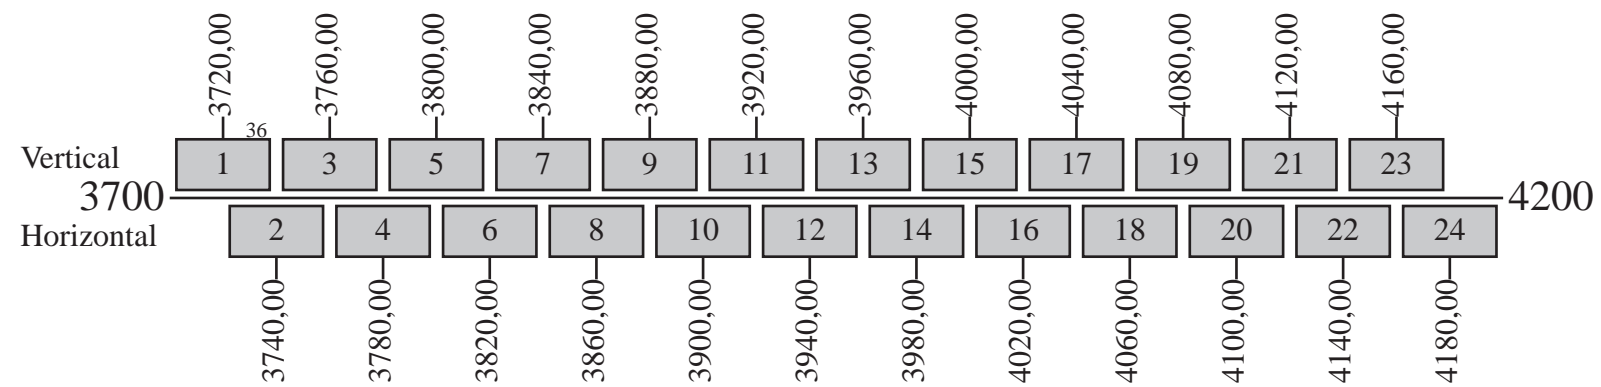 3720,00 3760,00 3800,00 3840,00 3880,00 3920,00 3960,00 4000,00 4040,00 4080,00 4120,00 4160,00
36
Vertical 1 3 5 7 9 11 13 15 17 19 21 23
3700 4200
Horizontal 2 4 6 8 10 12 14 16 18 20 22 24
3740,00 3780,00 3820,00 3860,00 3900,00 3940,00 3980,00 4020,00 4060,00 4100,00 4140,00 4180,00